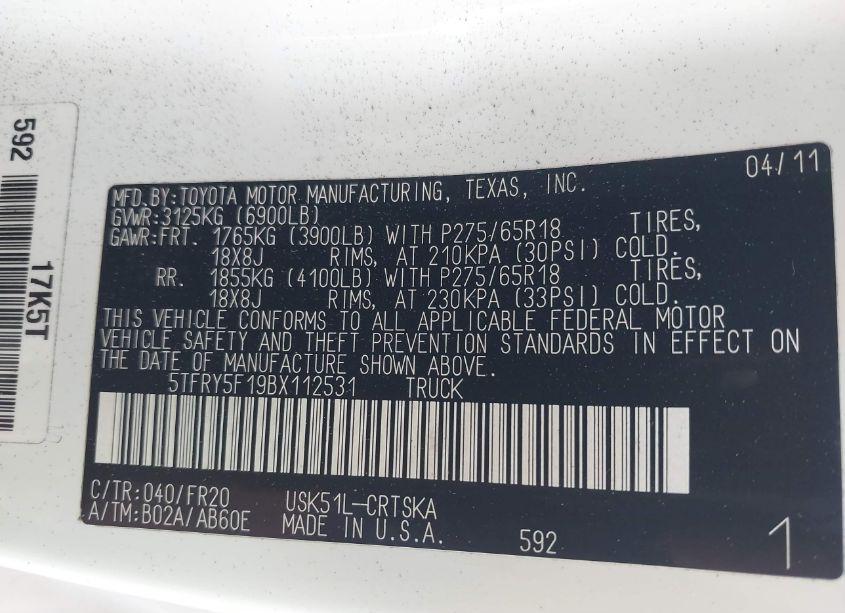 592
17K5T
04/11
MFD.BY:TOYOTA MOTOR MANUFACTURING, TEXAS, INC.
GVWR:3125KG (6900LB)
GAWR:FRT. 1765KG (3900LB) WITH P275/65R18 TIRES,
18X8J RIMS, AT 210KPA (30PSI) COLD.
RR. 1855KG (4100LB) WITH P275/65R18 TIRES,
18X8J RIMS, AT 230KPA (33PSI) COLD.
THIS VEHICLE CONFORMS TO ALL APPLICABLE FEDERAL MOTOR
VEHICLE SAFETY AND THEFT PREVENTION STANDARDS IN EFFECT ON
THE DATE OF MANUFACTURE SHOWN ABOVE.
5TFRY5F19BX112531 TRUCK
C/TR:040/FR20 USK51L-CRTSKA
A/TM:B02A/AB60E MADE IN U.S.A. 592 1